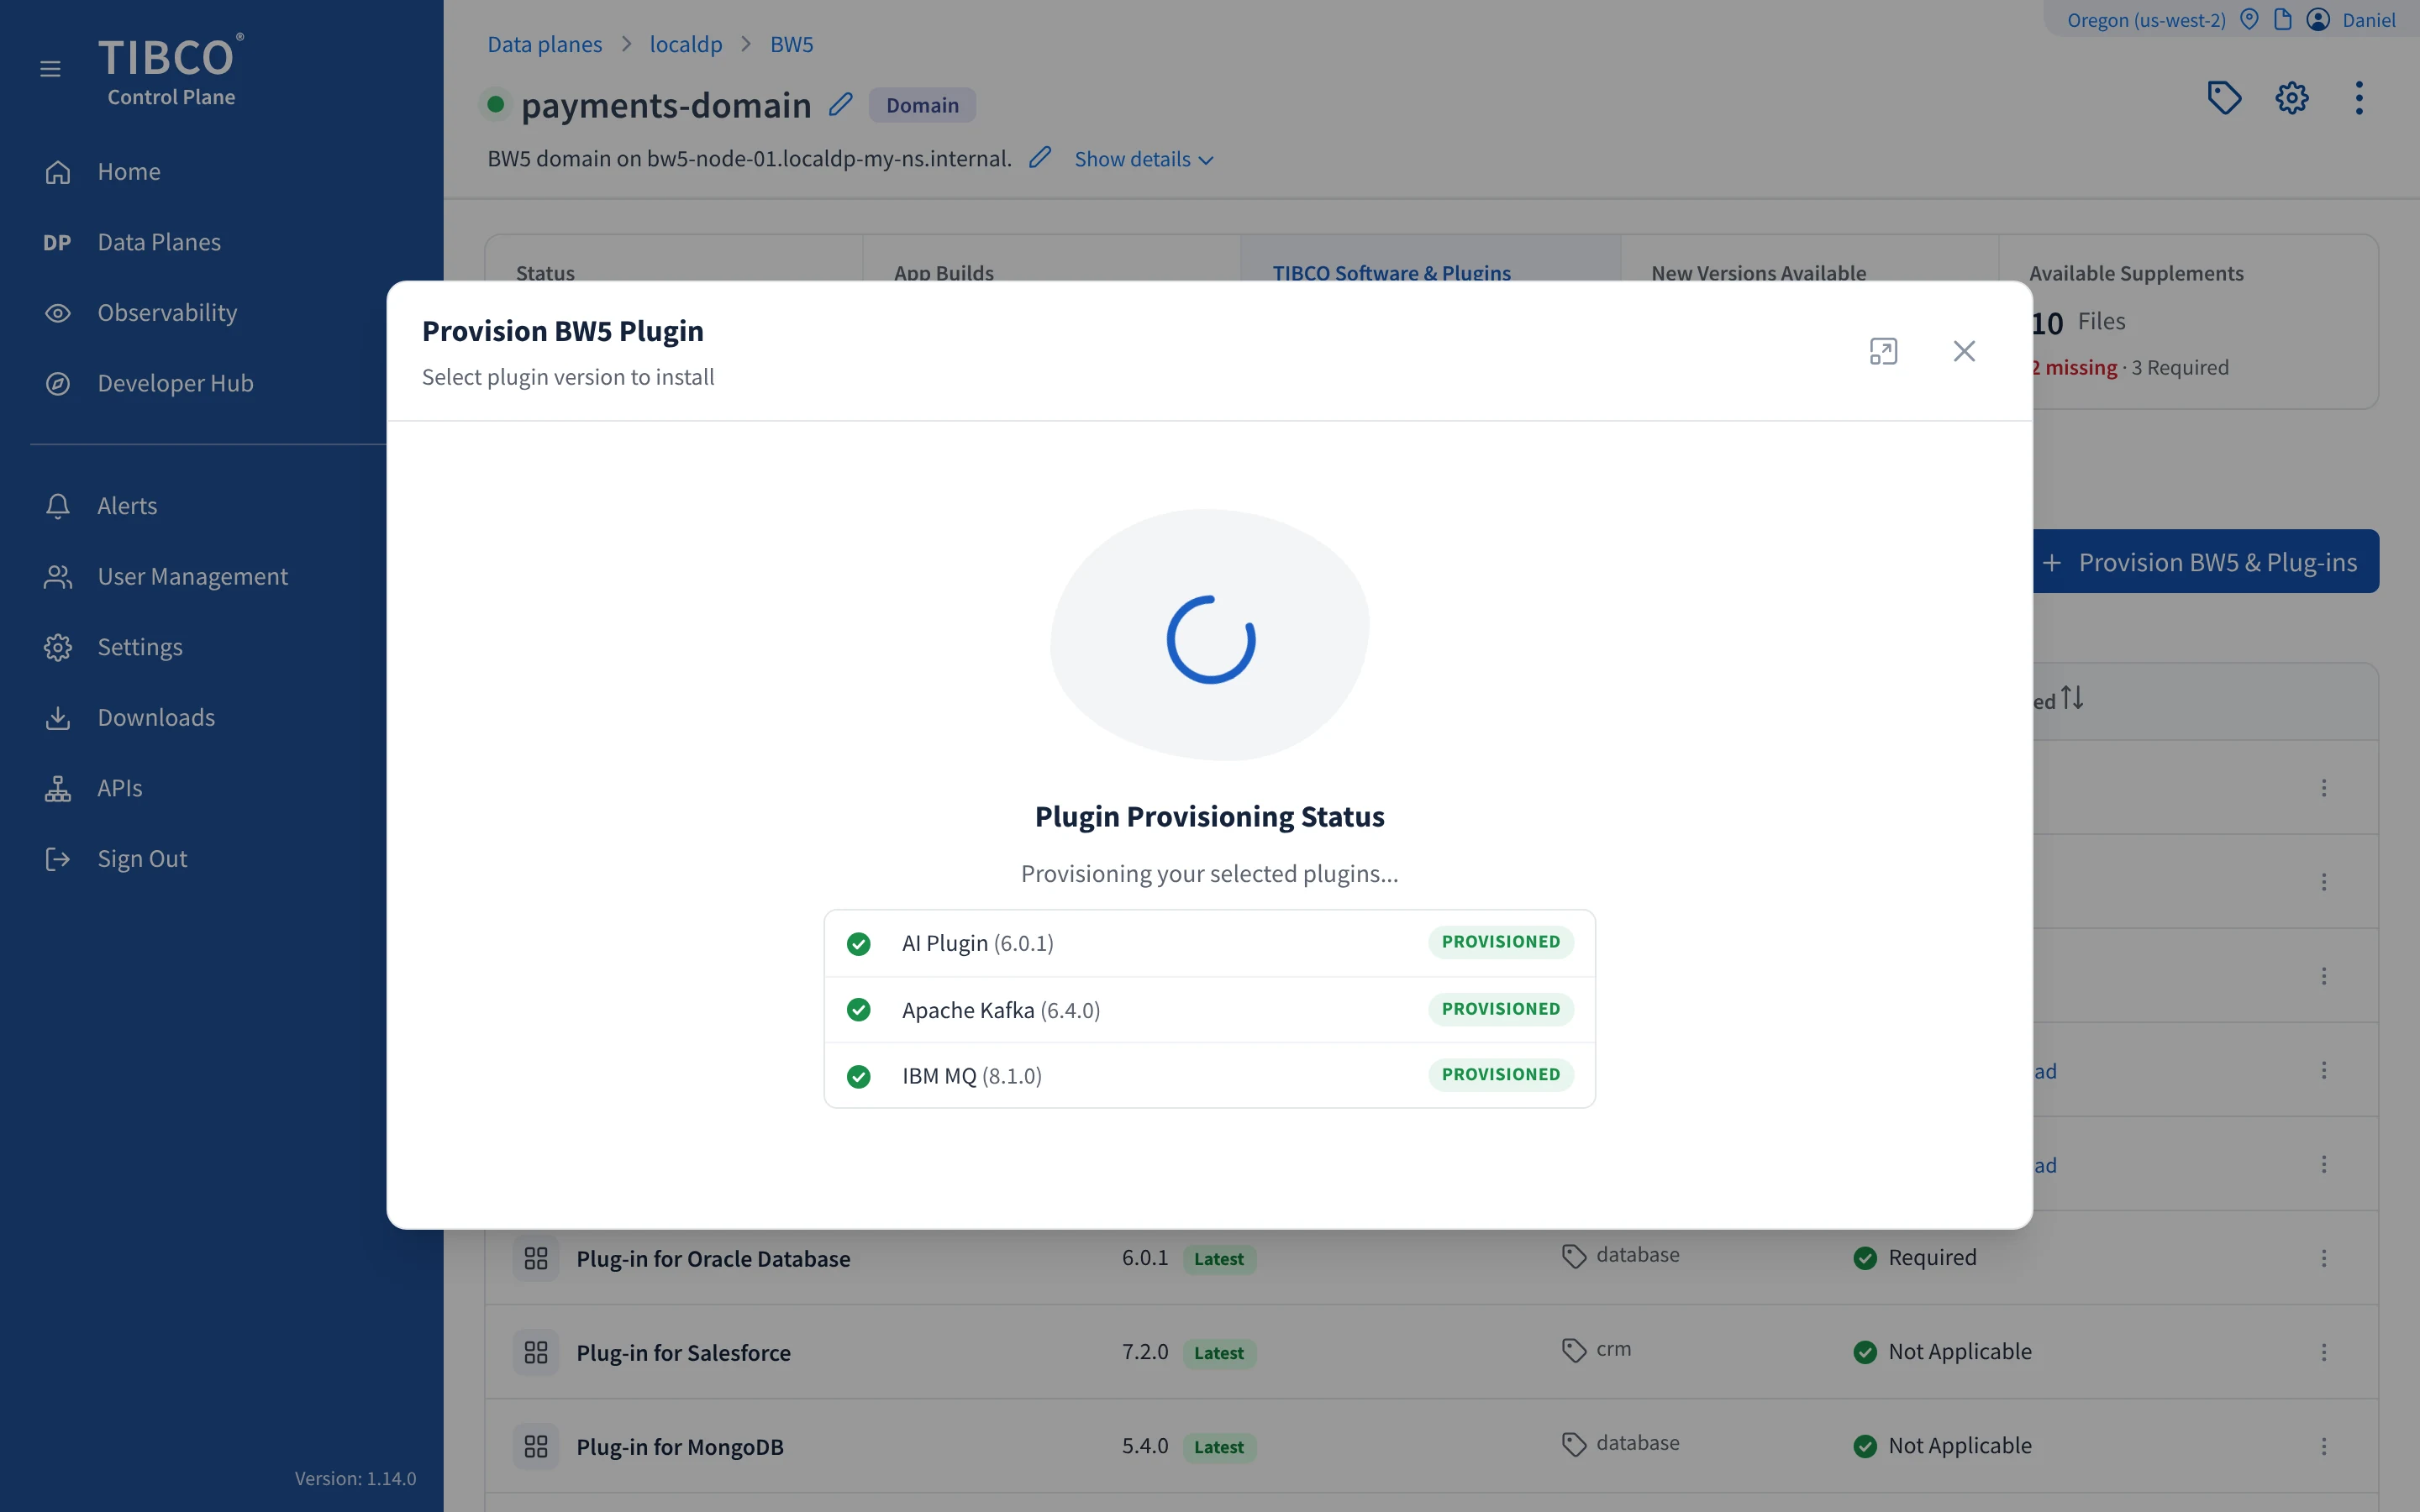 TIBCO®
Control Plane
Home
DP Data Planes
Observability
Developer Hub
Alerts
User Management
Settings
Downloads
APIs
Sign Out
Version: 1.14.0
Oregon (us-west-2) Daniel
Data planes > localdp > BW5
payments-domain Domain
BW5 domain on bw5-node-01.localdp-my-ns.internal. Show details
Status App Builds TIBCO Software & Plugins New Versions Available Available Supplements
10 Files
2 missing · 3 Required
+ Provision BW5 & Plug-ins
Provision BW5 Plugin
Select plugin version to install
Plugin Provisioning Status
Provisioning your selected plugins...
AI Plugin (6.0.1) PROVISIONED
Apache Kafka (6.4.0) PROVISIONED
IBM MQ (8.1.0) PROVISIONED
Plug-in for Oracle Database 6.0.1 Latest database Required
Plug-in for Salesforce 7.2.0 Latest crm Not Applicable
Plug-in for MongoDB 5.4.0 Latest database Not Applicable